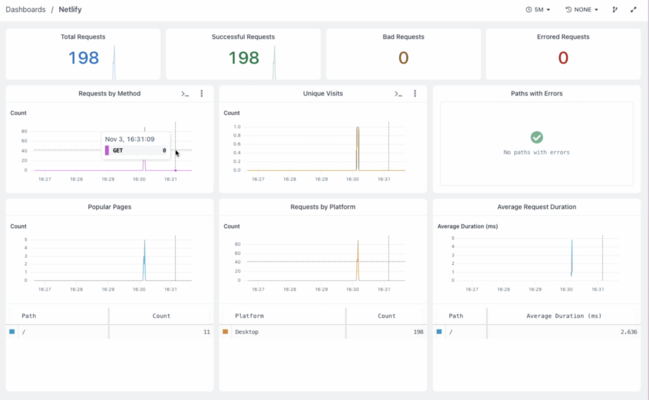 Dashboards / Netlify
5M
NONE
Total Requests
198
Successful Requests
198
Bad Requests
0
Errored Requests
0
Requests by Method
Count
80
60
40
20
0
16:27 16:28 16:29 16:30 16:31
Nov 3, 16:31:09
GET 0
Unique Visits
Count
1.0
0.8
0.6
0.4
0.2
0.0
16:27 16:28 16:29 16:30 16:31
Paths with Errors
No paths with errors
Popular Pages
Count
5
4
3
2
1
0
16:27 16:28 16:29 16:30 16:31
Path Count
/ 11
Requests by Platform
Count
80
60
40
20
0
16:27 16:28 16:29 16:30 16:31
Platform Count
Desktop 198
Average Request Duration
Average Duration (ms)
5
4
3
2
1
0
16:27 16:28 16:29 16:30 16:31
Path Average Duration (ms)
/ 2.636